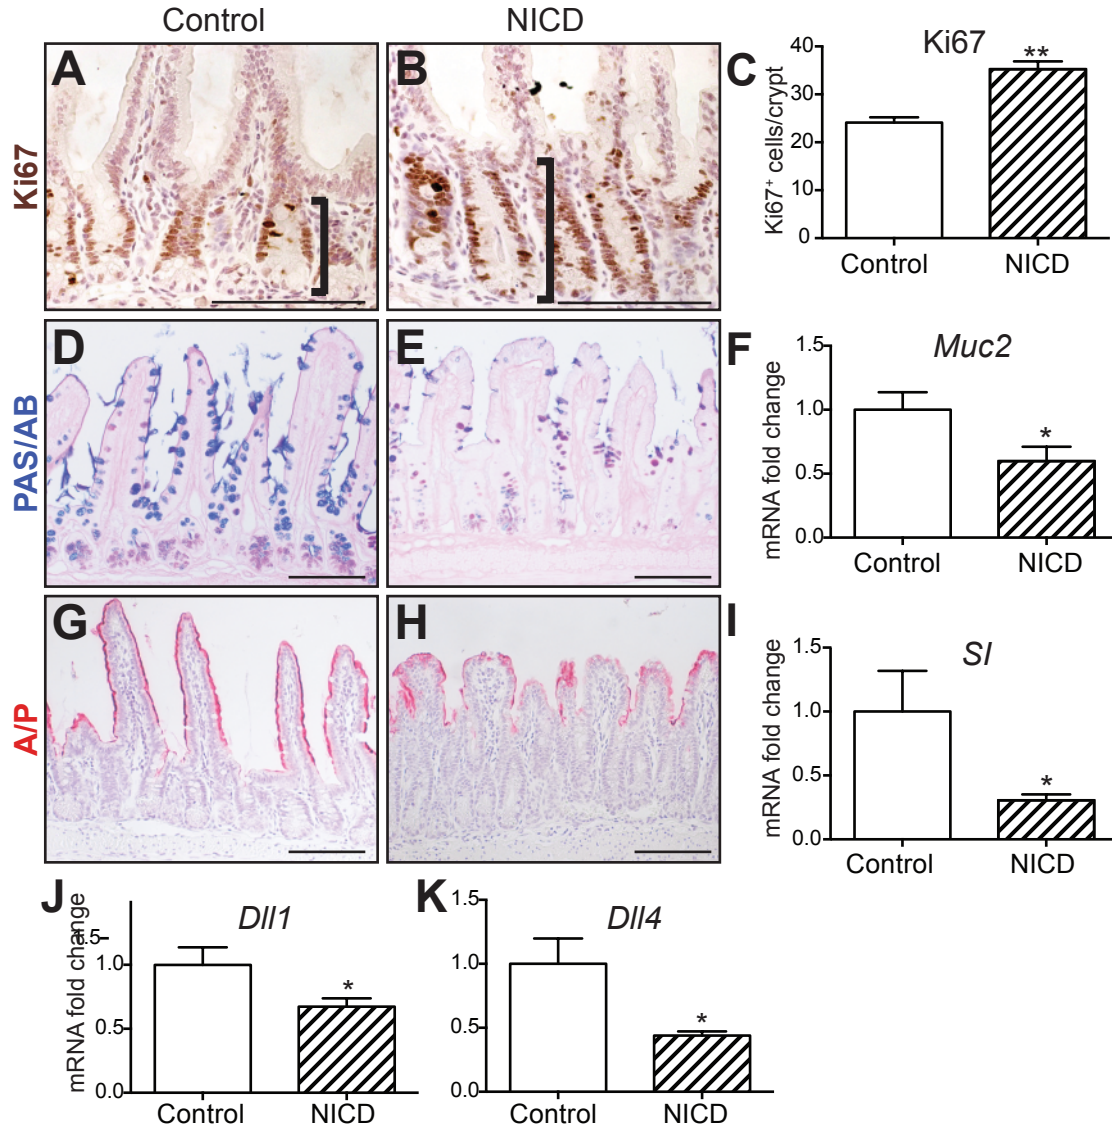 Control
NICD
Ki67
A
B
C
Ki67
**
Ki67⁺ cells/crypt
40
30
20
10
0
Control
NICD
PAS/AB
D
E
F
Muc2
*
mRNA fold change
1.5
1.0
0.5
0.0
Control
NICD
A/P
G
H
I
SI
*
mRNA fold change
1.5
1.0
0.5
0.0
Control
NICD
J
Dll1
*
mRNA fold change
1.5
1.0
0.5
0.0
Control
NICD
K
Dll4
*
1.5
1.0
0.5
0.0
Control
NICD